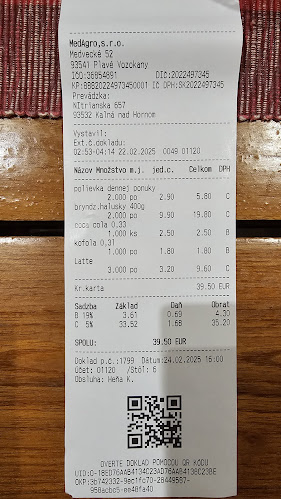 MedAgro,s.r.o.
Medvecké 52
93541 Plavé Vozokany
IČO:36854891 DIČ:2022497345
KP:8882022497345001 IČ DPH:SK2022497345
Prevádzka:
Nitrianska 657
93532 Kalná nad Hronom
Vystavil:
Ext.č.dokladu:
02:53-04:14 22.02.2025 0049 01120
Názov Množstvo m.j. jed.c. Celkom DPH
polievka dennej ponuky
2.000 po 2.90 5.80 C
bryndz.halusky 400g
2.000 po 9.90 19.80 C
coca cola 0,33
1.000 ks 2.50 2.50 B
kofola 0,3l
1.000 po 1.80 1.80 B
Latte
3.000 po 3.20 9.60 C
Kr.karta 39.50 EUR
Sadzba Základ Daň Obrat
B 19% 3.61 0.69 4.30
C 5% 33.52 1.68 35.20
SPOLU: 39.50 EUR
Doklad p.č.:1799 Dátum:24.02.2025 16:00
Účet: 01120 /Stôl: 6
Obsluha: Heňa K.
OVERTE DOKLAD POMOCOU QR KÓDU